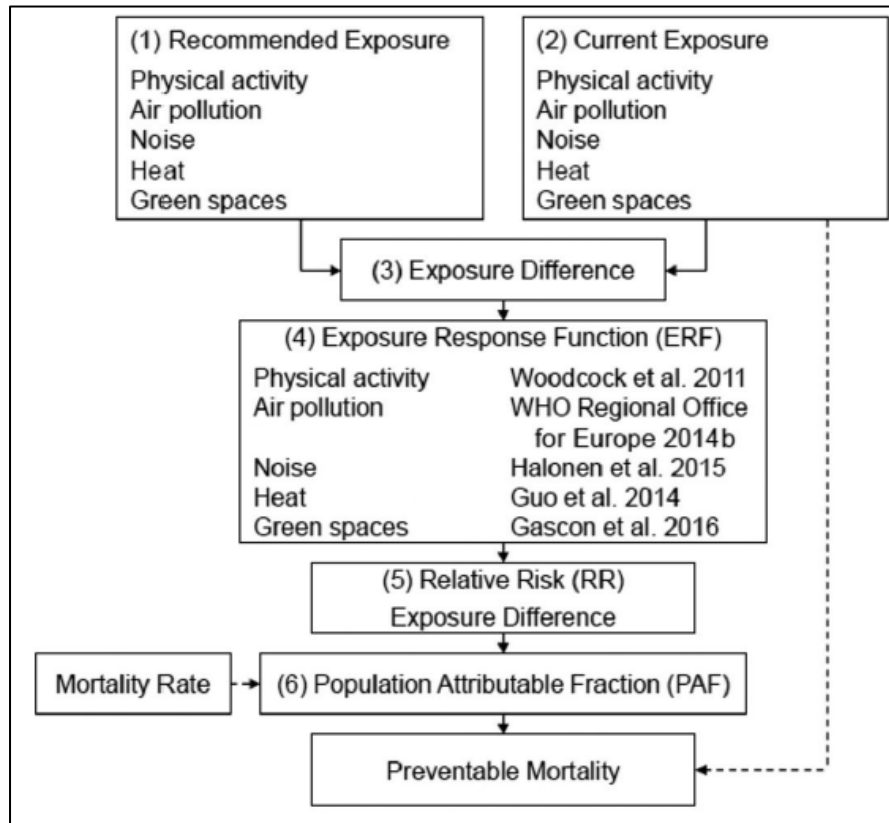 (1) Recommended Exposure
Physical activity
Air pollution
Noise
Heat
Green spaces
(2) Current Exposure
Physical activity
Air pollution
Noise
Heat
Green spaces
(3) Exposure Difference
(4) Exposure Response Function (ERF)
Physical activity Woodcock et al. 2011
Air pollution WHO Regional Office
for Europe 2014b
Noise Halonen et al. 2015
Heat Guo et al. 2014
Green spaces Gascon et al. 2016
(5) Relative Risk (RR)
Exposure Difference
Mortality Rate
(6) Population Attributable Fraction (PAF)
Preventable Mortality